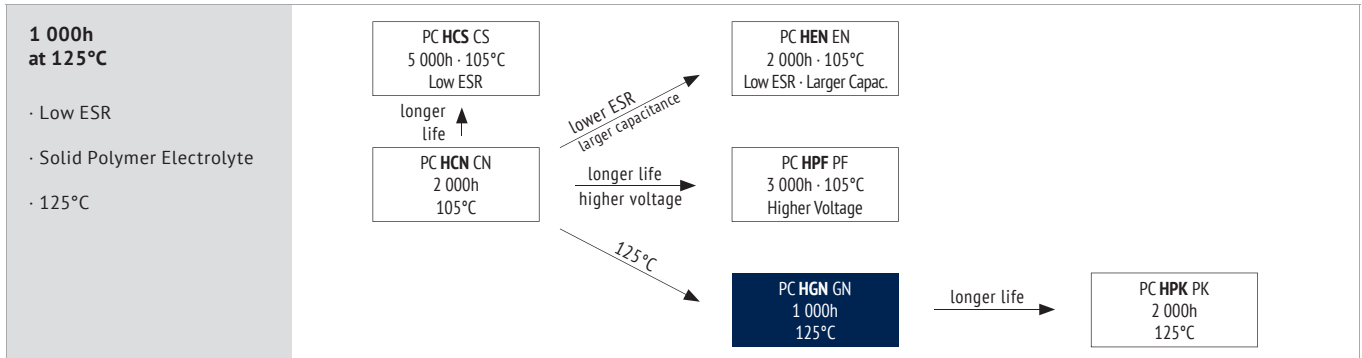 1 000h
at 125°C
· Low ESR
· Solid Polymer Electrolyte
· 125°C
PC HCS CS
5 000h · 105°C
Low ESR
longer
life
PC HCN CN
2 000h
105°C
lower ESR
larger capacitance
PC HEN EN
2 000h · 105°C
Low ESR · Larger Capac.
longer life
higher voltage
PC HPF PF
3 000h · 105°C
Higher Voltage
125°C
PC HGN GN
1 000h
125°C
longer life
PC HPK PK
2 000h
125°C